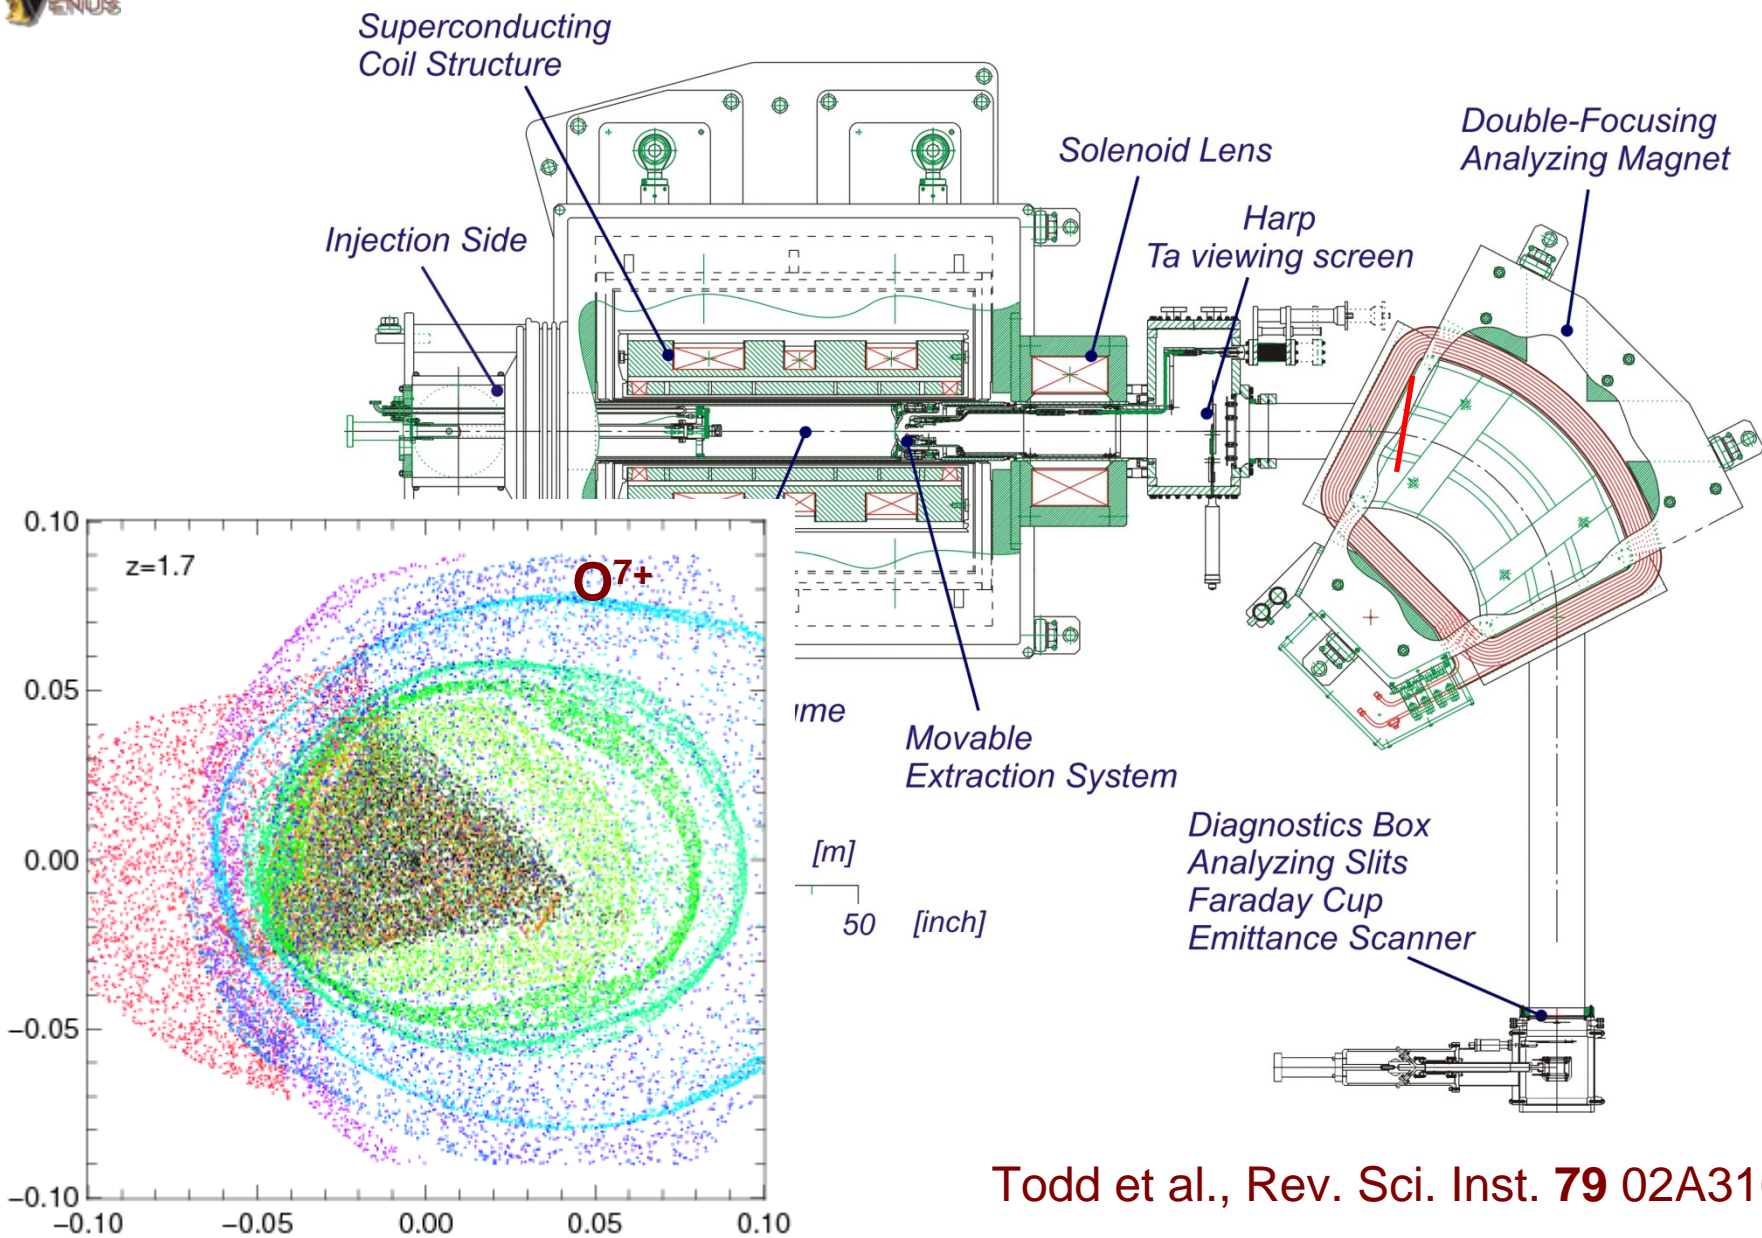 VENUS
Superconducting
Coil Structure
Injection Side
Solenoid Lens
Harp
Ta viewing screen
Double-Focusing
Analyzing Magnet
Movable
Extraction System
[m]
50 [inch]
Diagnostics Box
Analyzing Slits
Faraday Cup
Emittance Scanner
z=1.7
O7+
0.10
0.05
0.00
−0.05
−0.10
−0.10 −0.05 0.00 0.05 0.10
Todd et al., Rev. Sci. Inst. 79 02A31